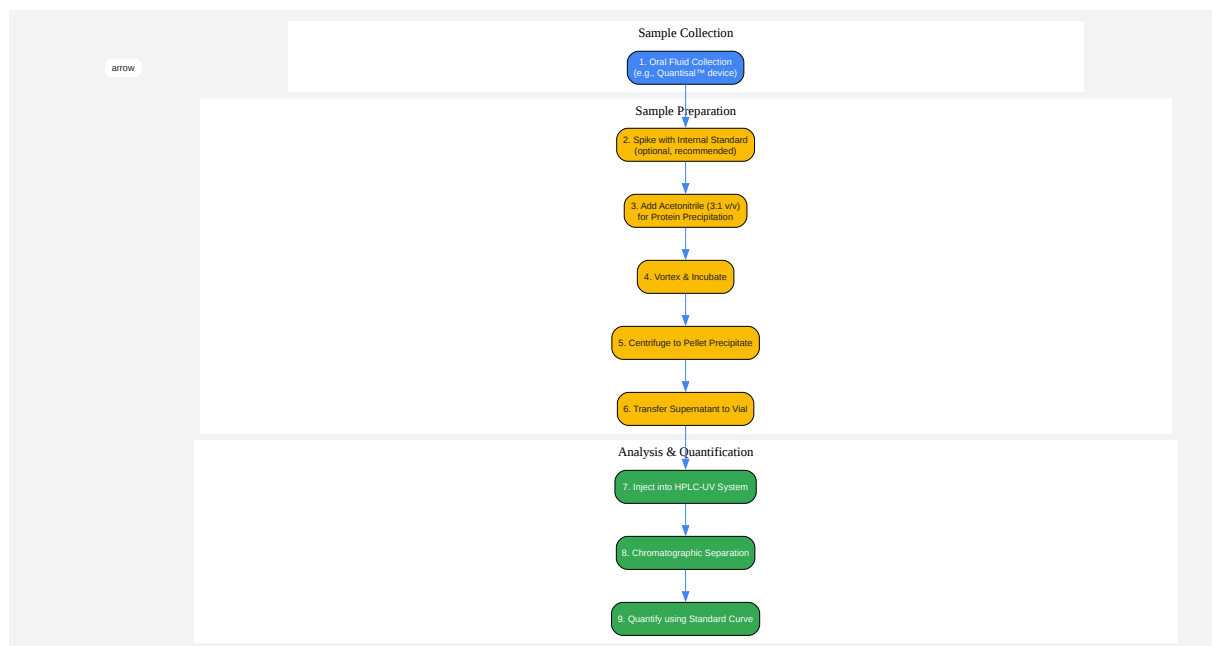 Sample Collection
arrow
1. Oral Fluid Collection
(e.g., Quantisal™ device)
Sample Preparation
2. Spike with Internal Standard
(optional, recommended)
3. Add Acetonitrile (3:1 v/v)
for Protein Precipitation
4. Vortex & Incubate
5. Centrifuge to Pellet Precipitate
6. Transfer Supernatant to Vial
Analysis & Quantification
7. Inject into HPLC-UV System
8. Chromatographic Separation
9. Quantify using Standard Curve